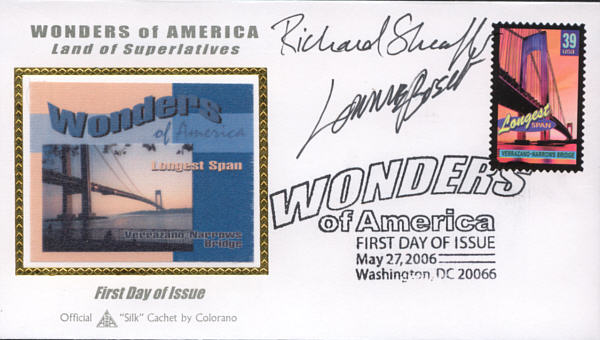 WONDERS of AMERICA
Land of Superlatives
Wonders
of America
Longest Span
Verrazano-Narrows
Bridge
First Day of Issue
Official "Silk" Cachet by Colorano
Richard Sheaff
Lonnie Busch
39
USA
Longest
SPAN
VERRAZANO-NARROWS BRIDGE
WONDERS
of America
FIRST DAY OF ISSUE
May 27, 2006
Washington, DC 20066